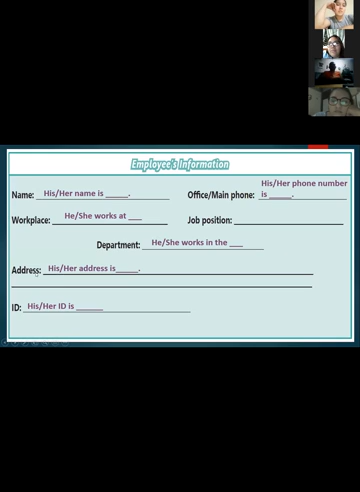 Employee's Information
Name: His/Her name is _____.
Office/Main phone: His/Her phone number is _____.
Workplace: He/She works at ___
Job position:
Department: He/She works in the ___
Address: His/Her address is_____.
ID: His/Her ID is ______